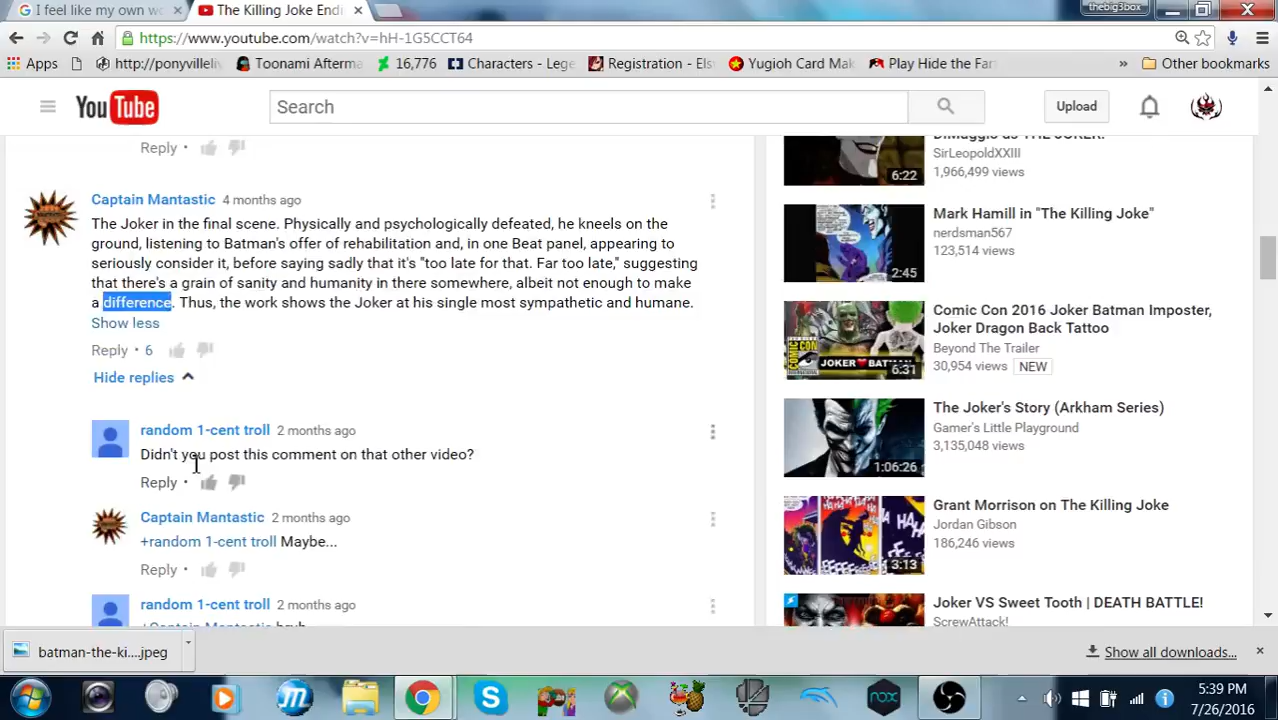 I feel like my own wo
The Killing Joke Endi
thebig3box
https://www.youtube.com/watch?v=hH-1G5CCT64
Apps
http://ponyvilleliv
Toonami Afterma
16,776
Characters - Lege
Registration - Els
Yugioh Card Mak
Play Hide the Far
» Other bookmarks
YouTube
Search
Upload
Reply •
Captain Mantastic 4 months ago
The Joker in the final scene. Physically and psychologically defeated, he kneels on the
ground, listening to Batman's offer of rehabilitation and, in one Beat panel, appearing to
seriously consider it, before saying sadly that it's "too late for that. Far too late," suggesting
that there's a grain of sanity and humanity in there somewhere, albeit not enough to make
a difference. Thus, the work shows the Joker at his single most sympathetic and humane.
Show less
Reply • 6
Hide replies
random 1-cent troll 2 months ago
Didn't you post this comment on that other video?
Reply •
Captain Mantastic 2 months ago
+random 1-cent troll Maybe...
Reply •
random 1-cent troll 2 months ago
+Captain Mantastic bruh
DiMaggio as THE JOKER!
SirLeopoldXXIII
1,966,499 views
6:22
Mark Hamill in "The Killing Joke"
nerdsman567
123,514 views
2:45
Comic Con 2016 Joker Batman Imposter,
Joker Dragon Back Tattoo
Beyond The Trailer
30,954 views NEW
COMIC CON
JOKER♥BATMAN
6:31
The Joker's Story (Arkham Series)
Gamer's Little Playground
3,135,048 views
1:06:26
Grant Morrison on The Killing Joke
Jordan Gibson
186,246 views
3:13
Joker VS Sweet Tooth | DEATH BATTLE!
ScrewAttack!
batman-the-ki....jpeg
Show all downloads...
nox
5:39 PM
7/26/2016